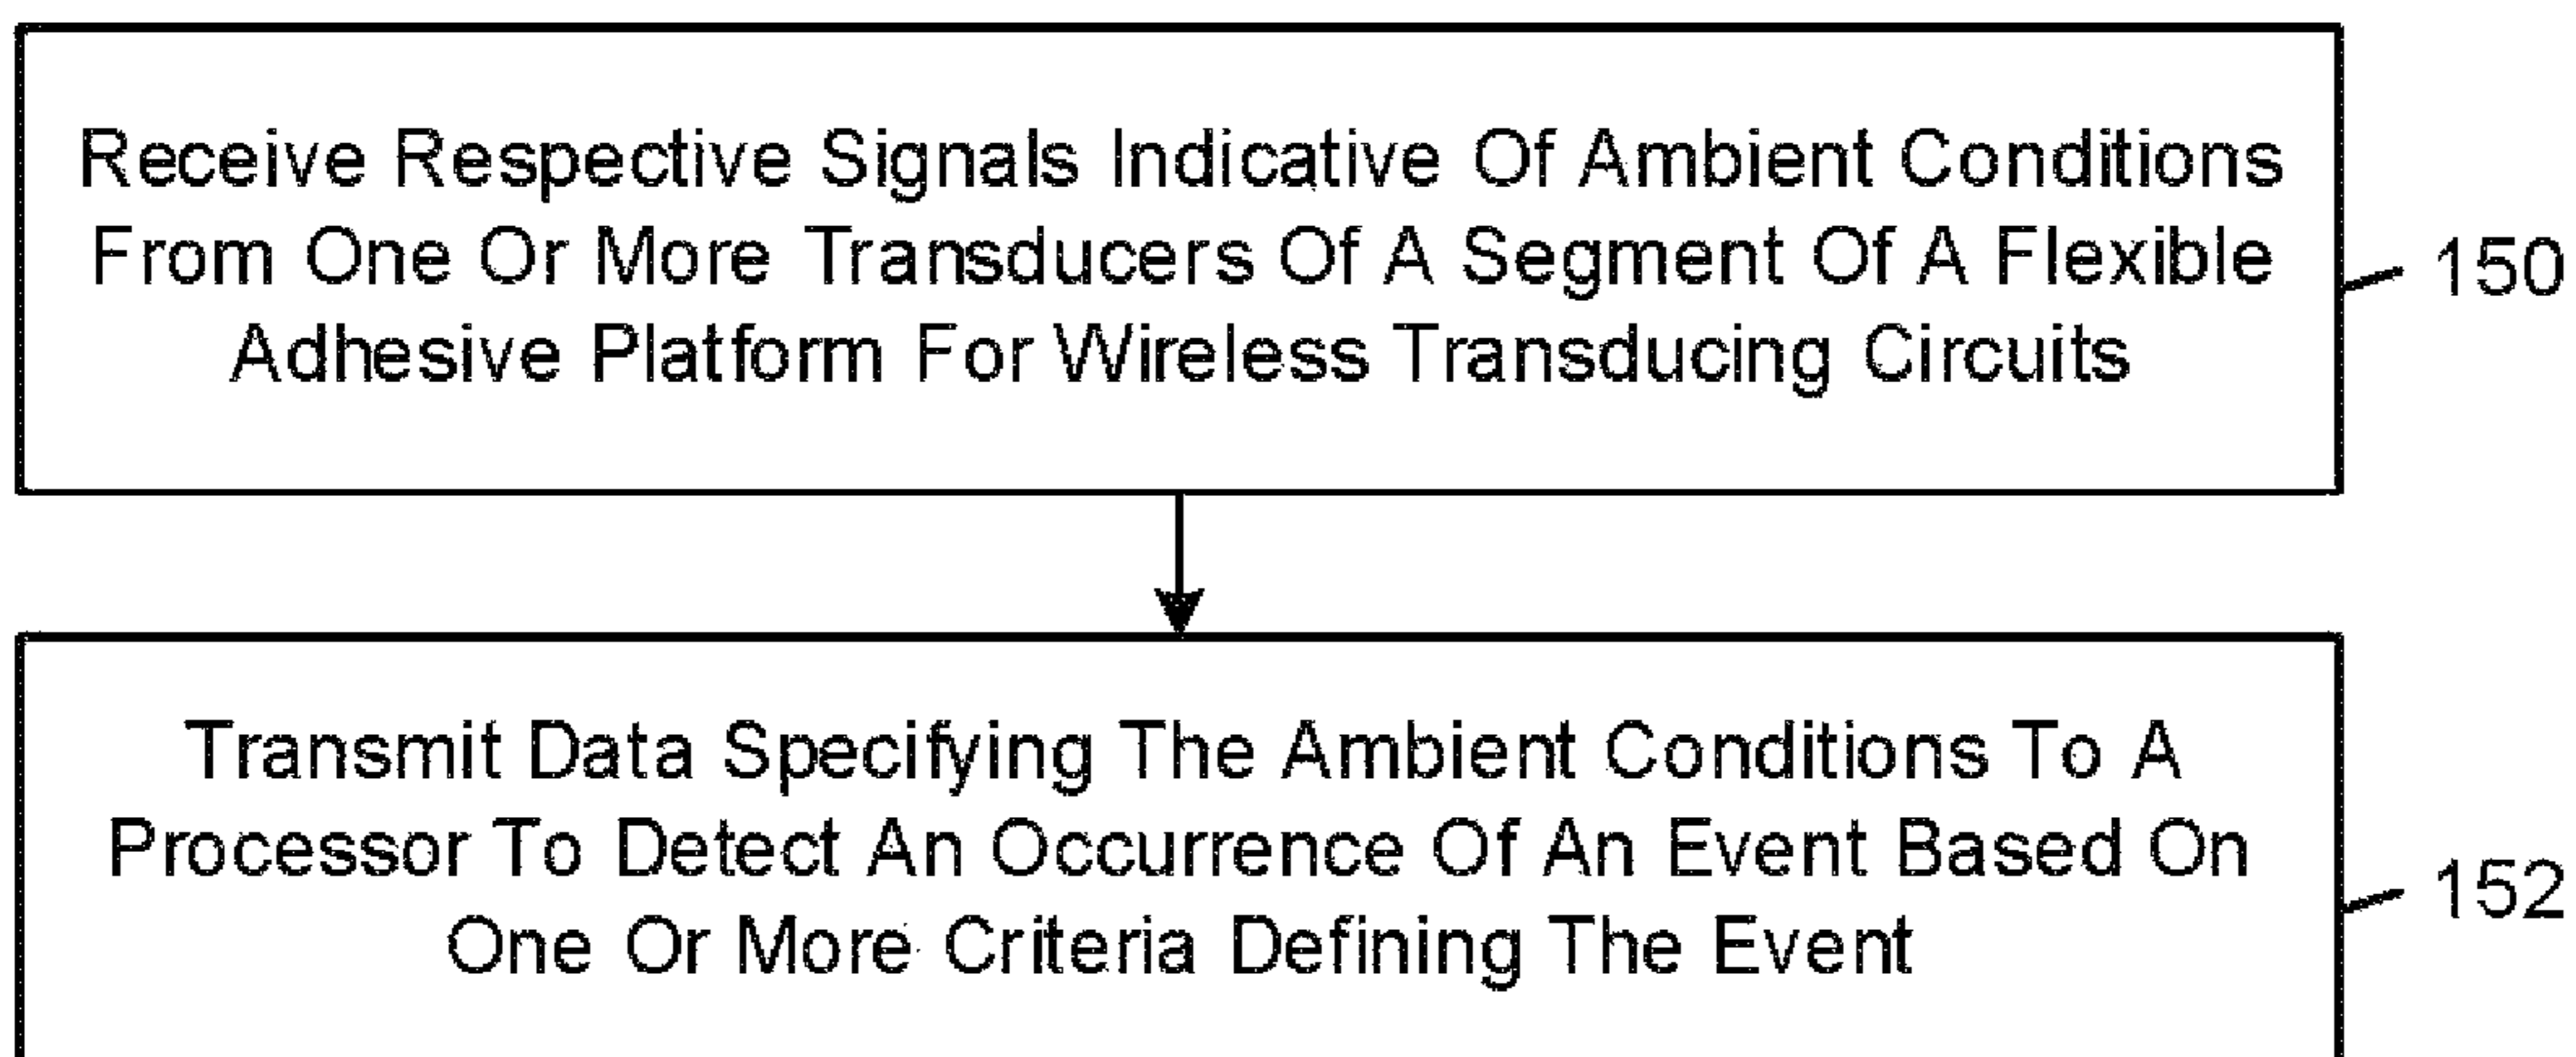 Receive Respective Signals Indicative Of Ambient Conditions
From One Or More Transducers Of A Segment Of A Flexible
Adhesive Platform For Wireless Transducing Circuits
150
Transmit Data Specifying The Ambient Conditions To A
Processor To Detect An Occurrence Of An Event Based On
One Or More Criteria Defining The Event
152